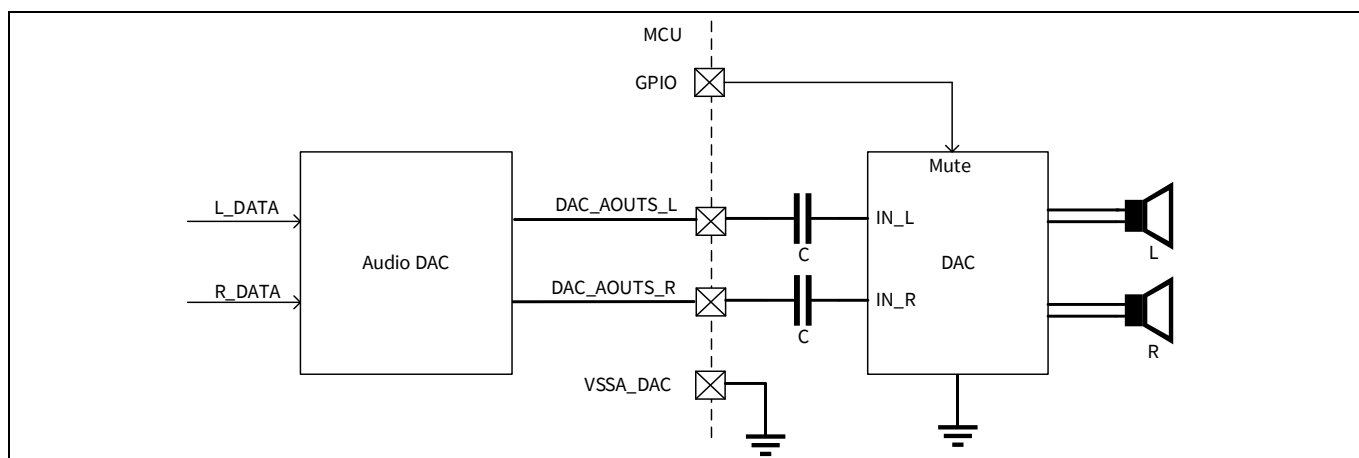 MCU
GPIO
Mute
L_DATA
DAC_AOUTS_L
IN_L
C
L
Audio DAC
DAC
R_DATA
DAC_AOUTS_R
IN_R
C
R
VSSA_DAC